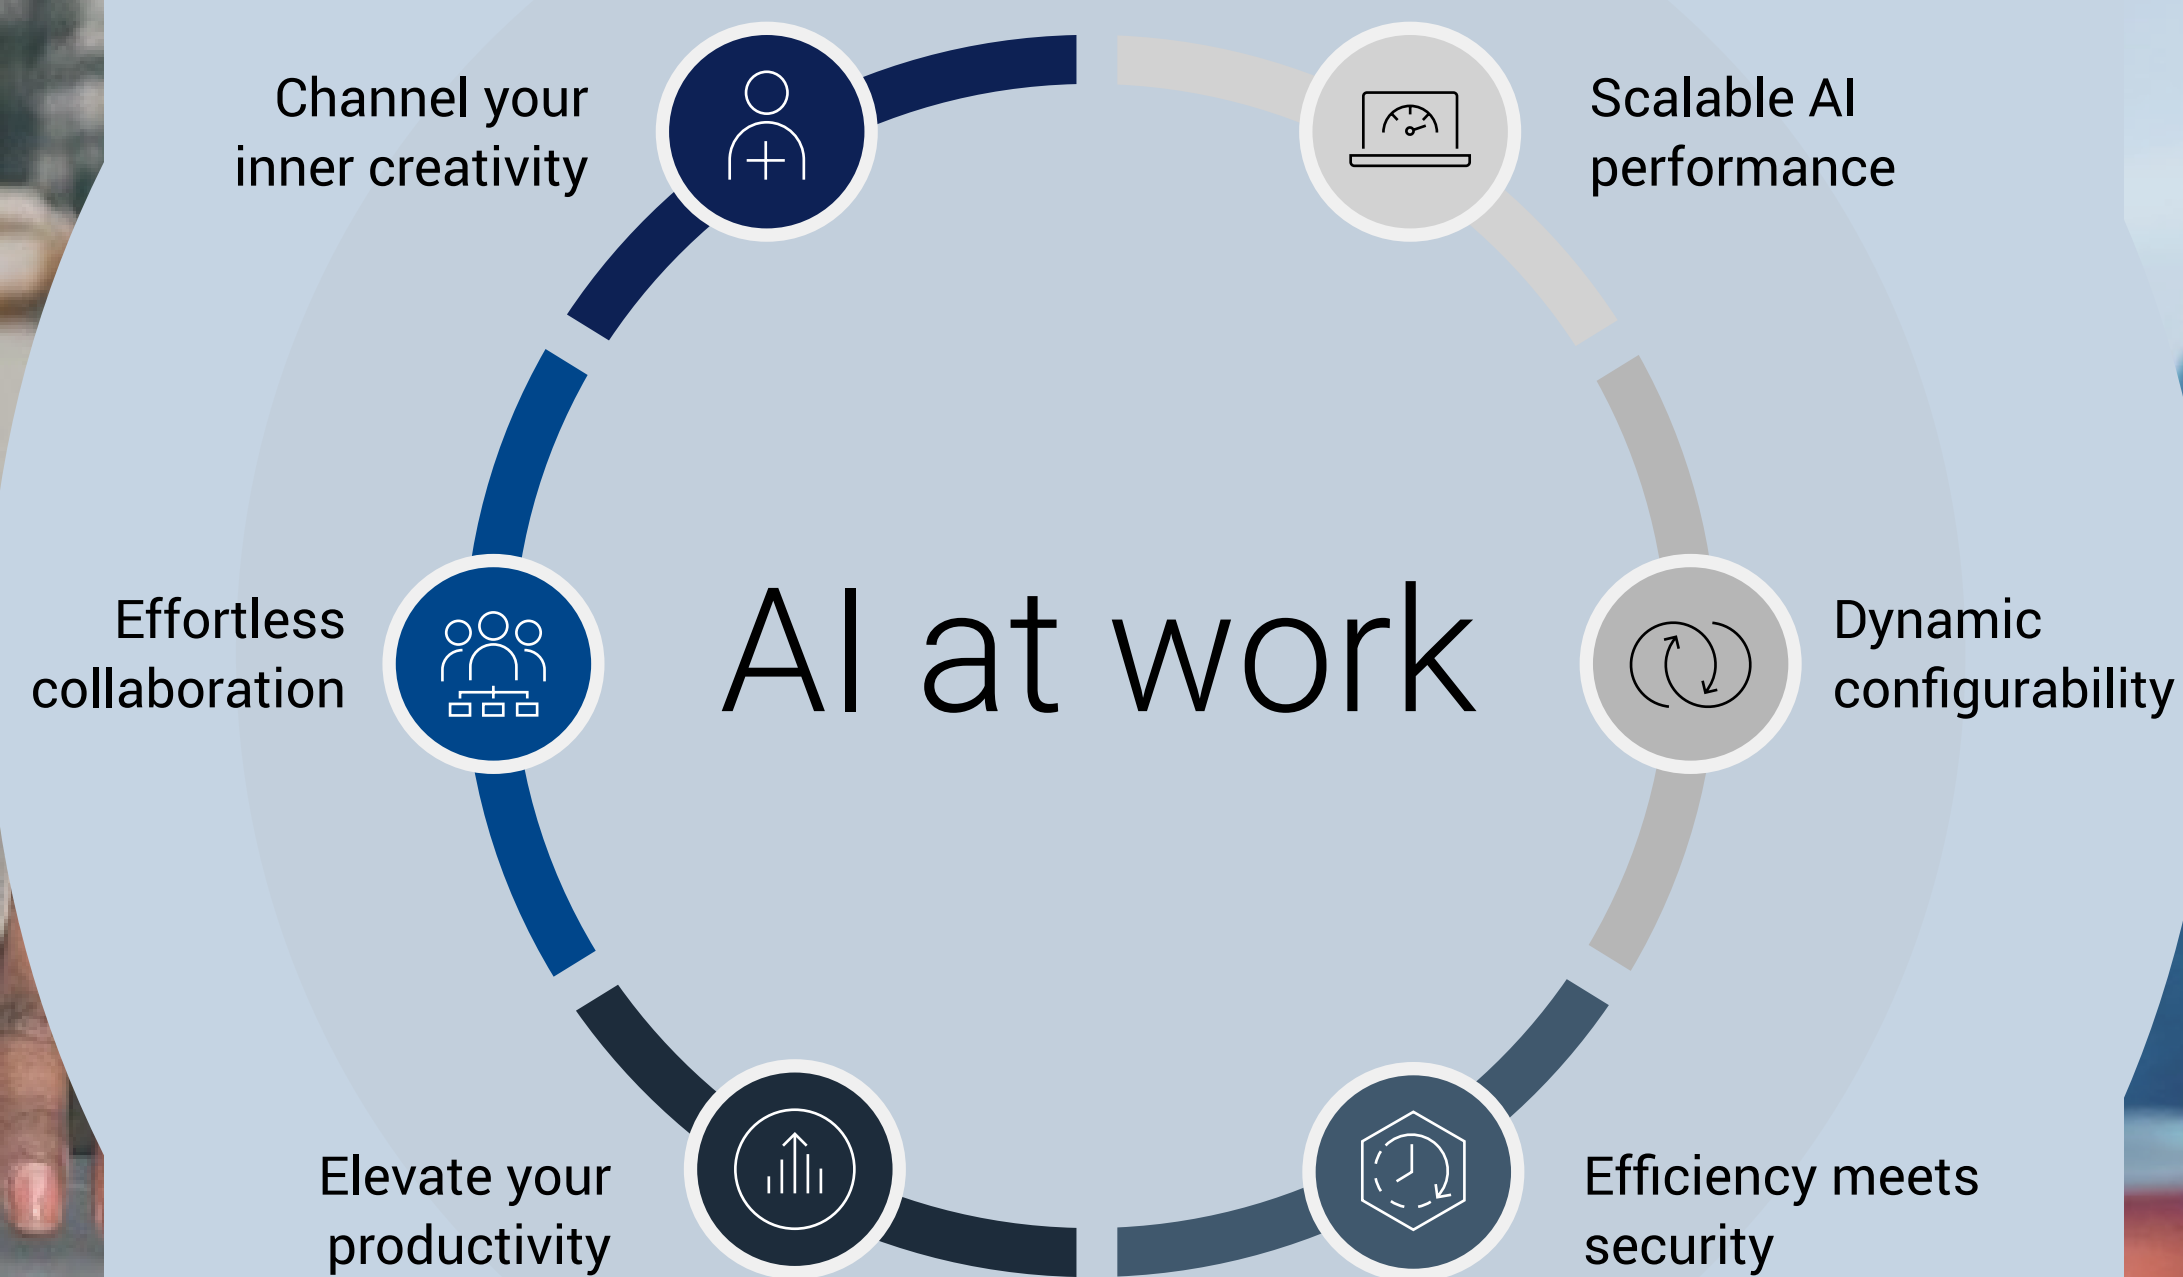 Channel your
inner creativity
Scalable AI
performance
Effortless
collaboration
AI at work
Dynamic
configurability
Elevate your
productivity
Efficiency meets
security